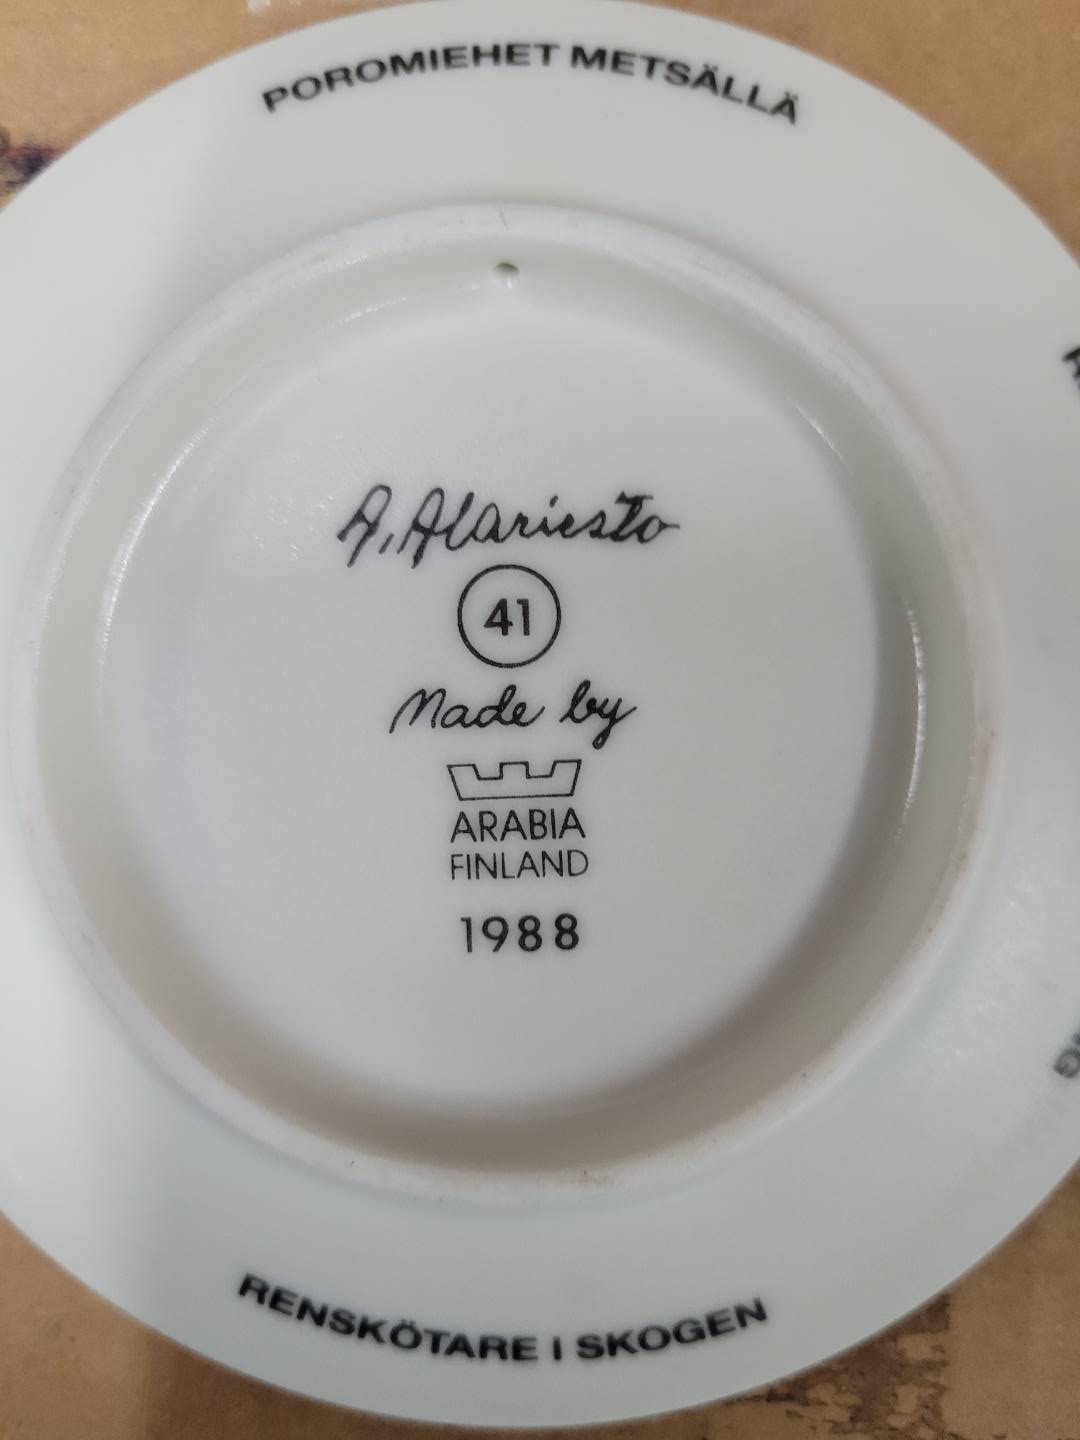 POROMIEHET METSÄLLÄ
A. Alariesto
41
Made by
ARABIA
FINLAND
1988
RENSKÖTARE I SKOGEN